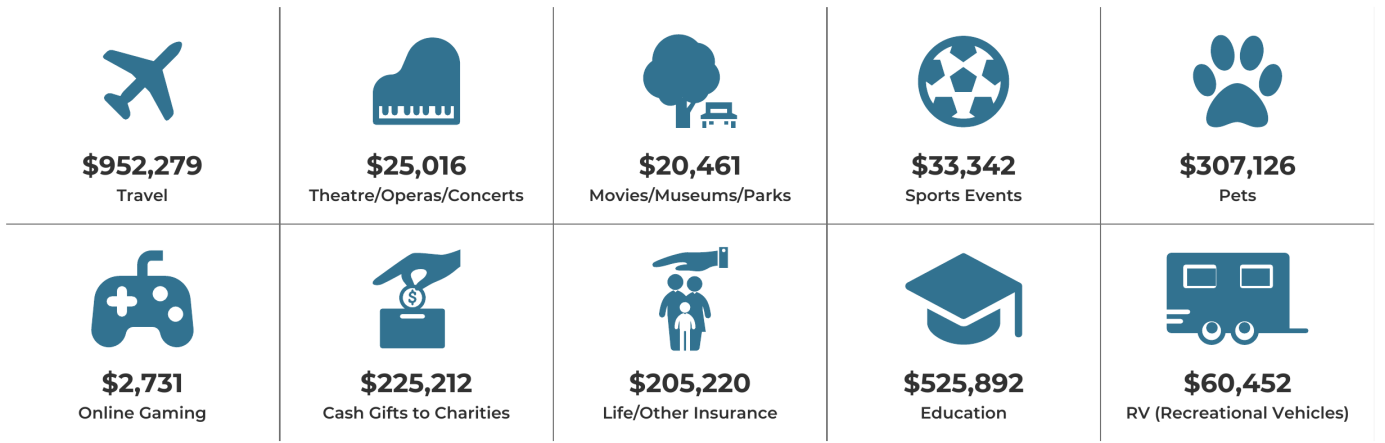 $952,279
Travel
$25,016
Theatre/Operas/Concerts
$20,461
Movies/Museums/Parks
$33,342
Sports Events
$307,126
Pets
$2,731
Online Gaming
$
$225,212
Cash Gifts to Charities
$205,220
Life/Other Insurance
$525,892
Education
$60,452
RV (Recreational Vehicles)